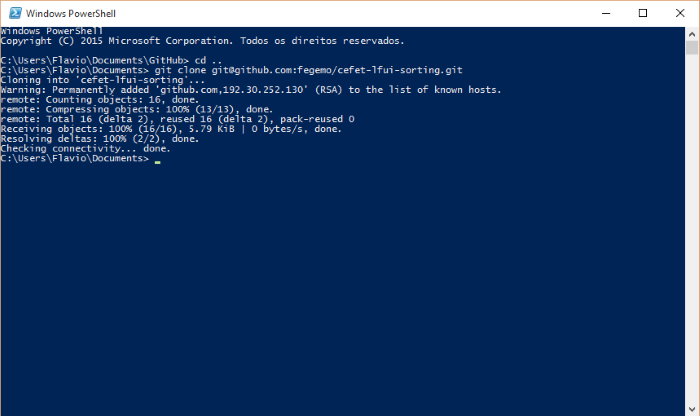 Windows PowerShell
Windows PowerShell
Copyright (C) 2015 Microsoft Corporation. Todos os direitos reservados.
C:\Users\Flavio\Documents\GitHub> cd ..
C:\Users\Flavio\Documents> git clone git@github.com:fegemo/cefet-lfui-sorting.git
Cloning into 'cefet-lfui-sorting'...
Warning: Permanently added 'github.com,192.30.252.130' (RSA) to the list of known hosts.
remote: Counting objects: 16, done.
remote: Compressing objects: 100% (13/13), done.
remote: Total 16 (delta 2), reused 16 (delta 2), pack-reused 0
Receiving objects: 100% (16/16), 5.79 KiB | 0 bytes/s, done.
Resolving deltas: 100% (2/2), done.
Checking connectivity... done.
C:\Users\Flavio\Documents> _